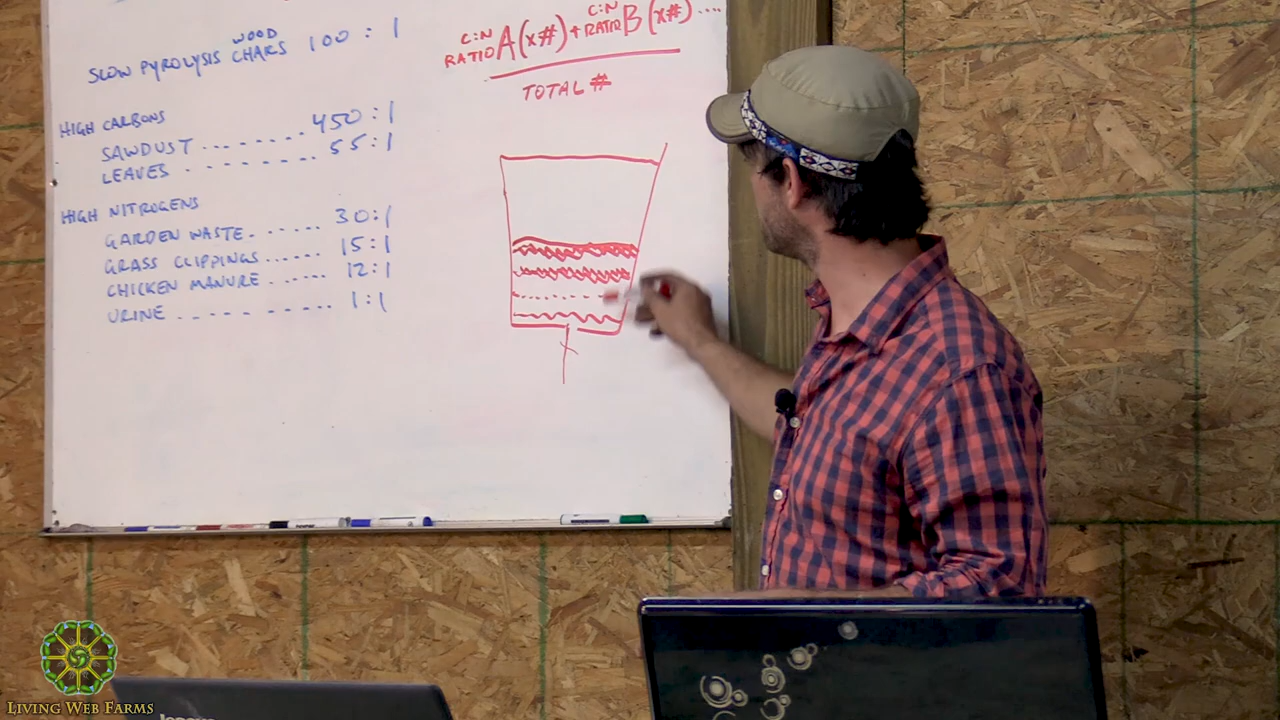 SLOW PYROLYSIS WOOD CHARS 100 : 1
HIGH CARBONS
SAWDUST ........ 450 : 1
LEAVES ........ 55 : 1
HIGH NITROGENS
GARDEN WASTE ...... 30 : 1
GRASS CLIPPINGS ...... 15 : 1
CHICKEN MANURE ...... 12 : 1
URINE .......... 1 : 1
C:N RATIO A (x#) + C:N RATIO B (x#) ....
TOTAL #
LIVING WEB FARMS